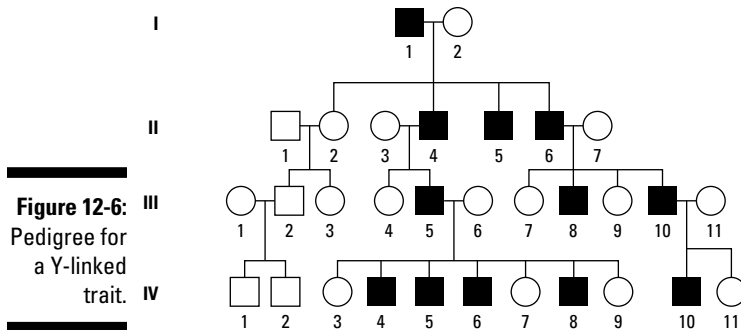 I
1 2
II
1 2 3 4 5 6 7
Figure 12-6:
Pedigree for
a Y-linked
trait.
III
1 2 3 4 5 6 7 8 9 10 11
IV
1 2 3 4 5 6 7 8 9 10 11